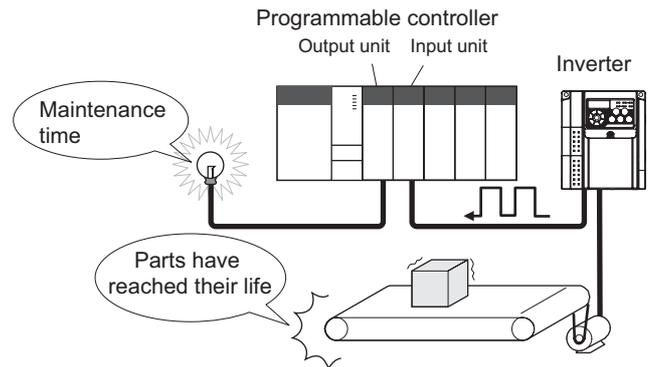 Programmable controller
Output unit Input unit
Inverter
Maintenance
time
Parts have
reached their life